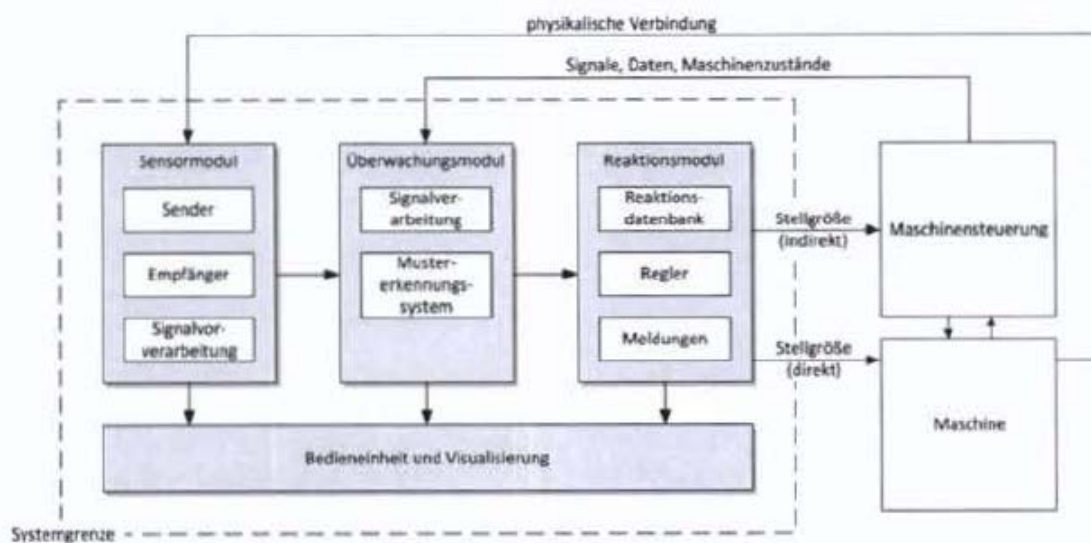 physikalische Verbindung
Signale, Daten, Maschinenzustände
Sensormodul
Sender
Empfänger
Signalvor-
verarbeitung
Überwachungsmodul
Signalver-
arbeitung
Muster-
erkennungs-
system
Reaktionsmodul
Reaktions-
datenbank
Regler
Meldungen
Stellgröße
(indirekt)
Stellgröße
(direkt)
Maschinensteuerung
Maschine
Bedieneinheit und Visualisierung
Systemgrenze